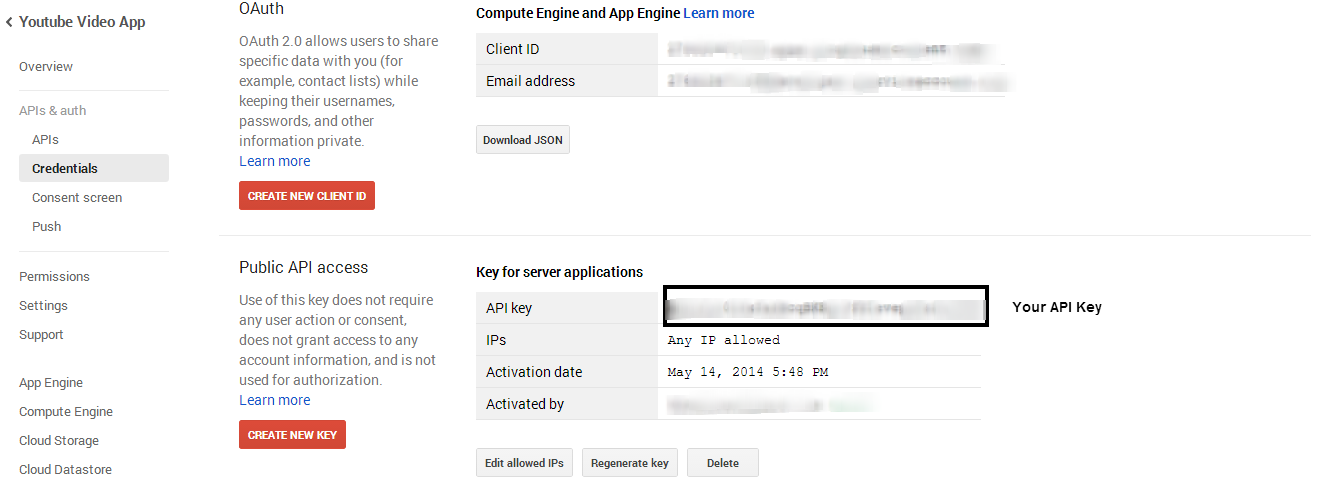 Youtube Video App
Overview
APIs & auth
APIs
Credentials
Consent screen
Push
Permissions
Settings
Support
App Engine
Compute Engine
Cloud Storage
Cloud Datastore
OAuth
OAuth 2.0 allows users to share
specific data with you (for
example, contact lists) while
keeping their usernames,
passwords, and other
information private.
Learn more
CREATE NEW CLIENT ID
Compute Engine and App Engine Learn more
Client ID
Email address
Download JSON
Public API access
Use of this key does not require
any user action or consent,
does not grant access to any
account information, and is not
used for authorization.
Learn more
CREATE NEW KEY
Key for server applications
API key
Your API Key
IPs Any IP allowed
Activation date May 14, 2014 5:48 PM
Activated by
Edit allowed IPs Regenerate key Delete